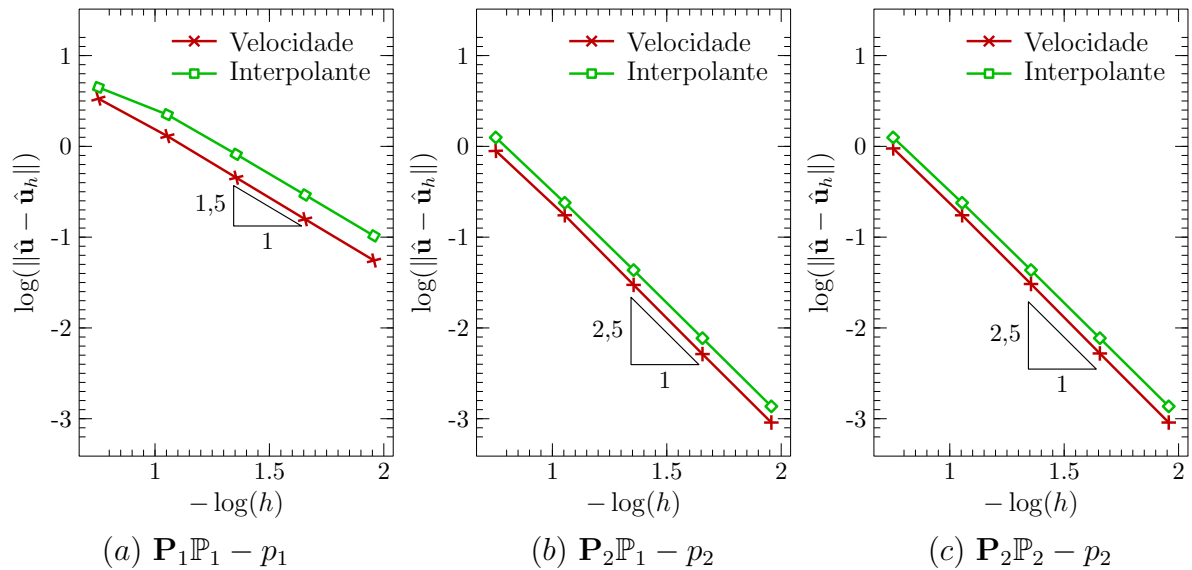 1
0
-1
-2
-3
1
1.5
2
log(‖û − û_h‖)
− log(h)
Velocidade
Interpolante
1,5
1
(a) P₁ℙ₁ − p₁
1
0
-1
-2
-3
1
1.5
2
log(‖û − û_h‖)
− log(h)
Velocidade
Interpolante
2,5
1
(b) P₂ℙ₁ − p₂
1
0
-1
-2
-3
1
1.5
2
log(‖û − û_h‖)
− log(h)
Velocidade
Interpolante
2,5
1
(c) P₂ℙ₂ − p₂